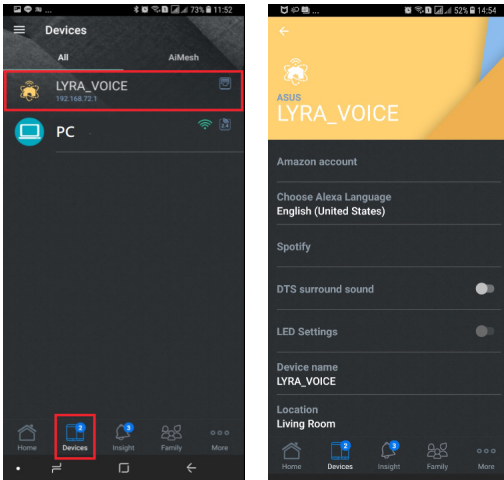 ... 73% 11:52
Devices
All AiMesh
LYRA_VOICE
192.168.72.1
PC
2.4
2 3
Home Devices Insight Family More
... 52% 14:54
ASUS
LYRA_VOICE
Amazon account
Choose Alexa Language
English (United States)
Spotify
DTS surround sound
LED Settings
Device name
LYRA_VOICE
Location
Living Room
2 3
Home Devices Insight Family More